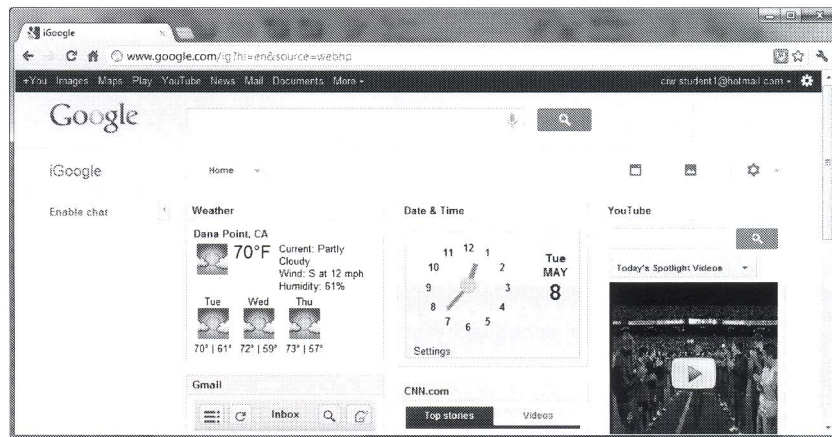 iGoogle
www.google.com/ig?hl=en&source=webhp
+You Images Maps Play YouTube News Mail Documents More
ciw.student1@hotmail.com
Google
iGoogle
Home
Enable chat
Weather
Dana Point, CA
70°F
Current: Partly
Cloudy
Wind: S at 12 mph
Humidity: 61%
Tue Wed Thu
70° | 61° 72° | 59° 73° | 57°
Gmail
Inbox
Date & Time
12
11 1
10 2
9 3
8 4
7 5
6
Tue
MAY
8
Settings
CNN.com
Top stories Videos
YouTube
Today's Spotlight Videos